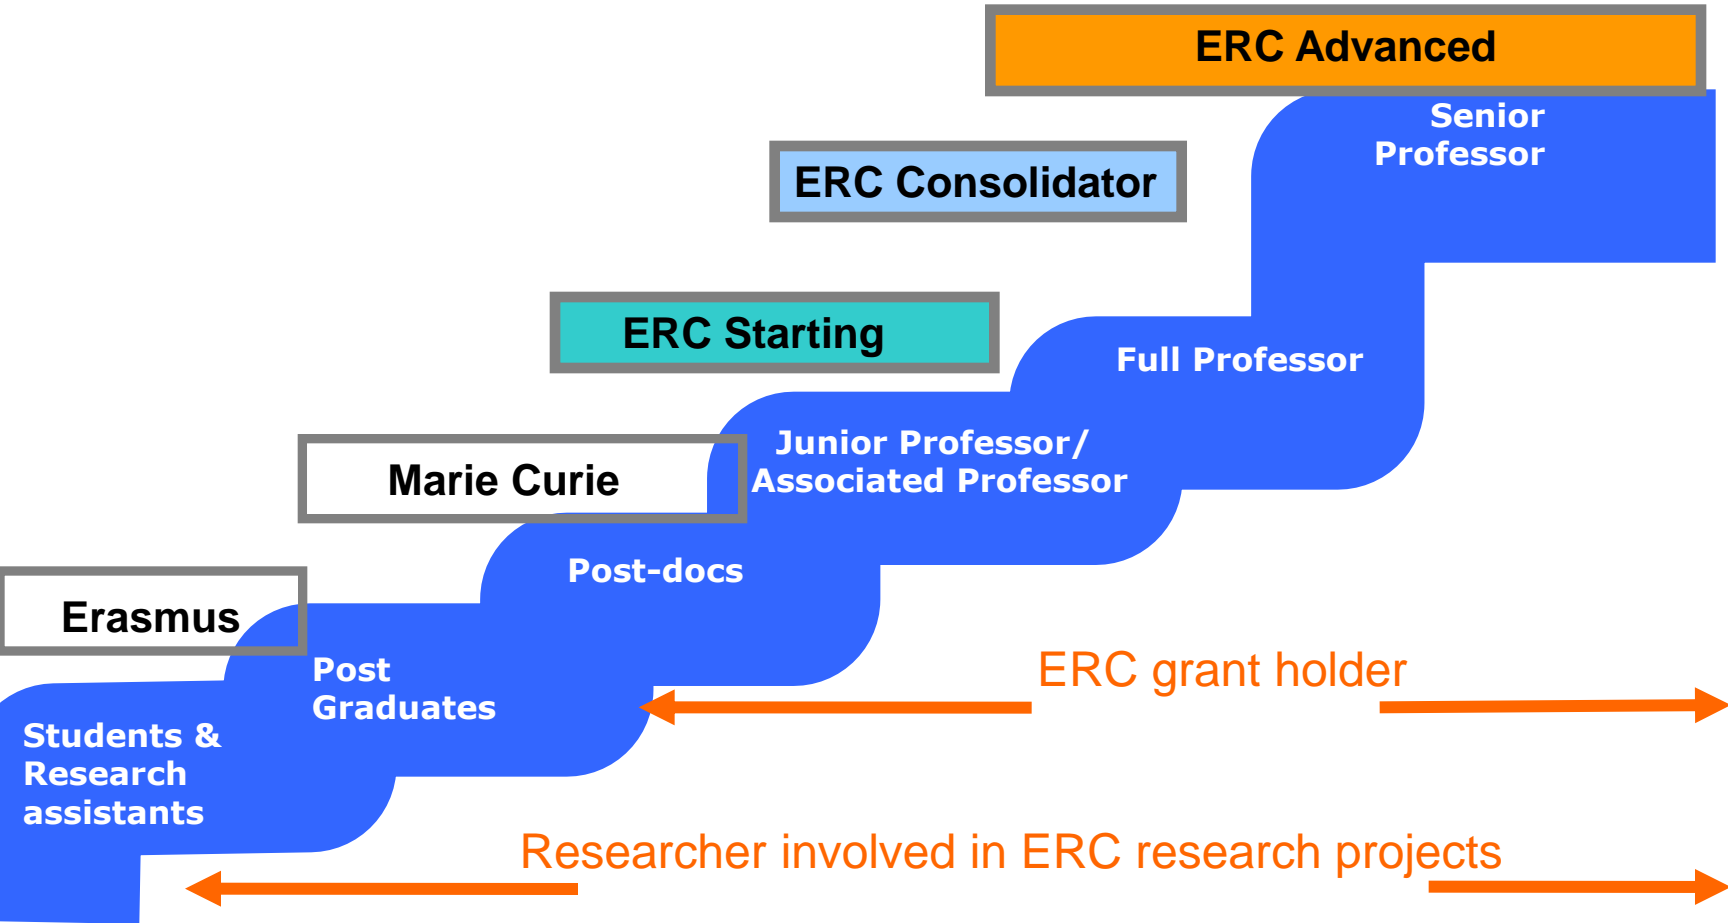 ERC Advanced
Senior
Professor
ERC Consolidator
ERC Starting
Full Professor
Junior Professor/
Associated Professor
Marie Curie
Post-docs
Erasmus
Post
Graduates
Students &
Research
assistants
ERC grant holder
Researcher involved in ERC research projects